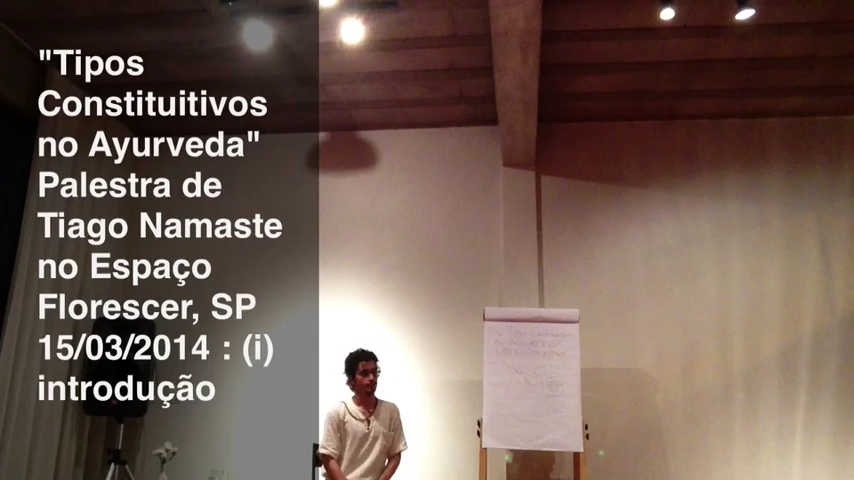 "Tipos
Constituitivos
no Ayurveda"
Palestra de
Tiago Namaste
no Espaço
Florescer, SP
15/03/2014 : (i)
introdução